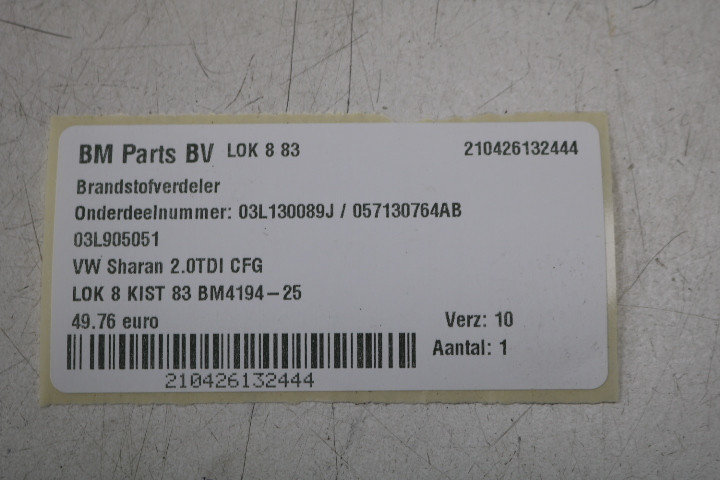 BM Parts BV LOK 8 83 210426132444
Brandstofverdeler
Onderdeelnummer: 03L130089J / 057130764AB
03L905051
VW Sharan 2.0TDI CFG
LOK 8 KIST 83 BM4194-25
49.76 euro Verz: 10
Aantal: 1
210426132444